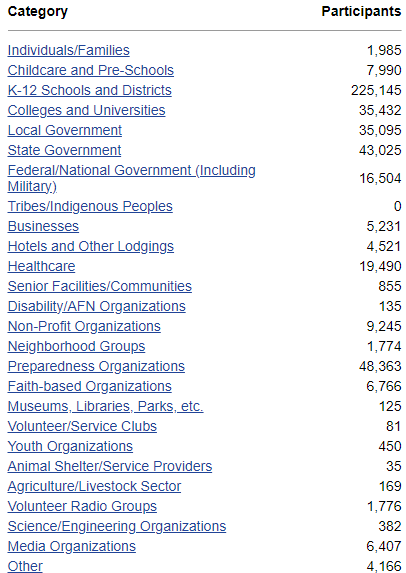 Category Participants
Individuals/Families 1,985
Childcare and Pre-Schools 7,990
K-12 Schools and Districts 225,145
Colleges and Universities 35,432
Local Government 35,095
State Government 43,025
Federal/National Government (Including
Military) 16,504
Tribes/Indigenous Peoples 0
Businesses 5,231
Hotels and Other Lodgings 4,521
Healthcare 19,490
Senior Facilities/Communities 855
Disability/AFN Organizations 135
Non-Profit Organizations 9,245
Neighborhood Groups 1,774
Preparedness Organizations 48,363
Faith-based Organizations 6,766
Museums, Libraries, Parks, etc. 125
Volunteer/Service Clubs 81
Youth Organizations 450
Animal Shelter/Service Providers 35
Agriculture/Livestock Sector 169
Volunteer Radio Groups 1,776
Science/Engineering Organizations 382
Media Organizations 6,407
Other 4,166